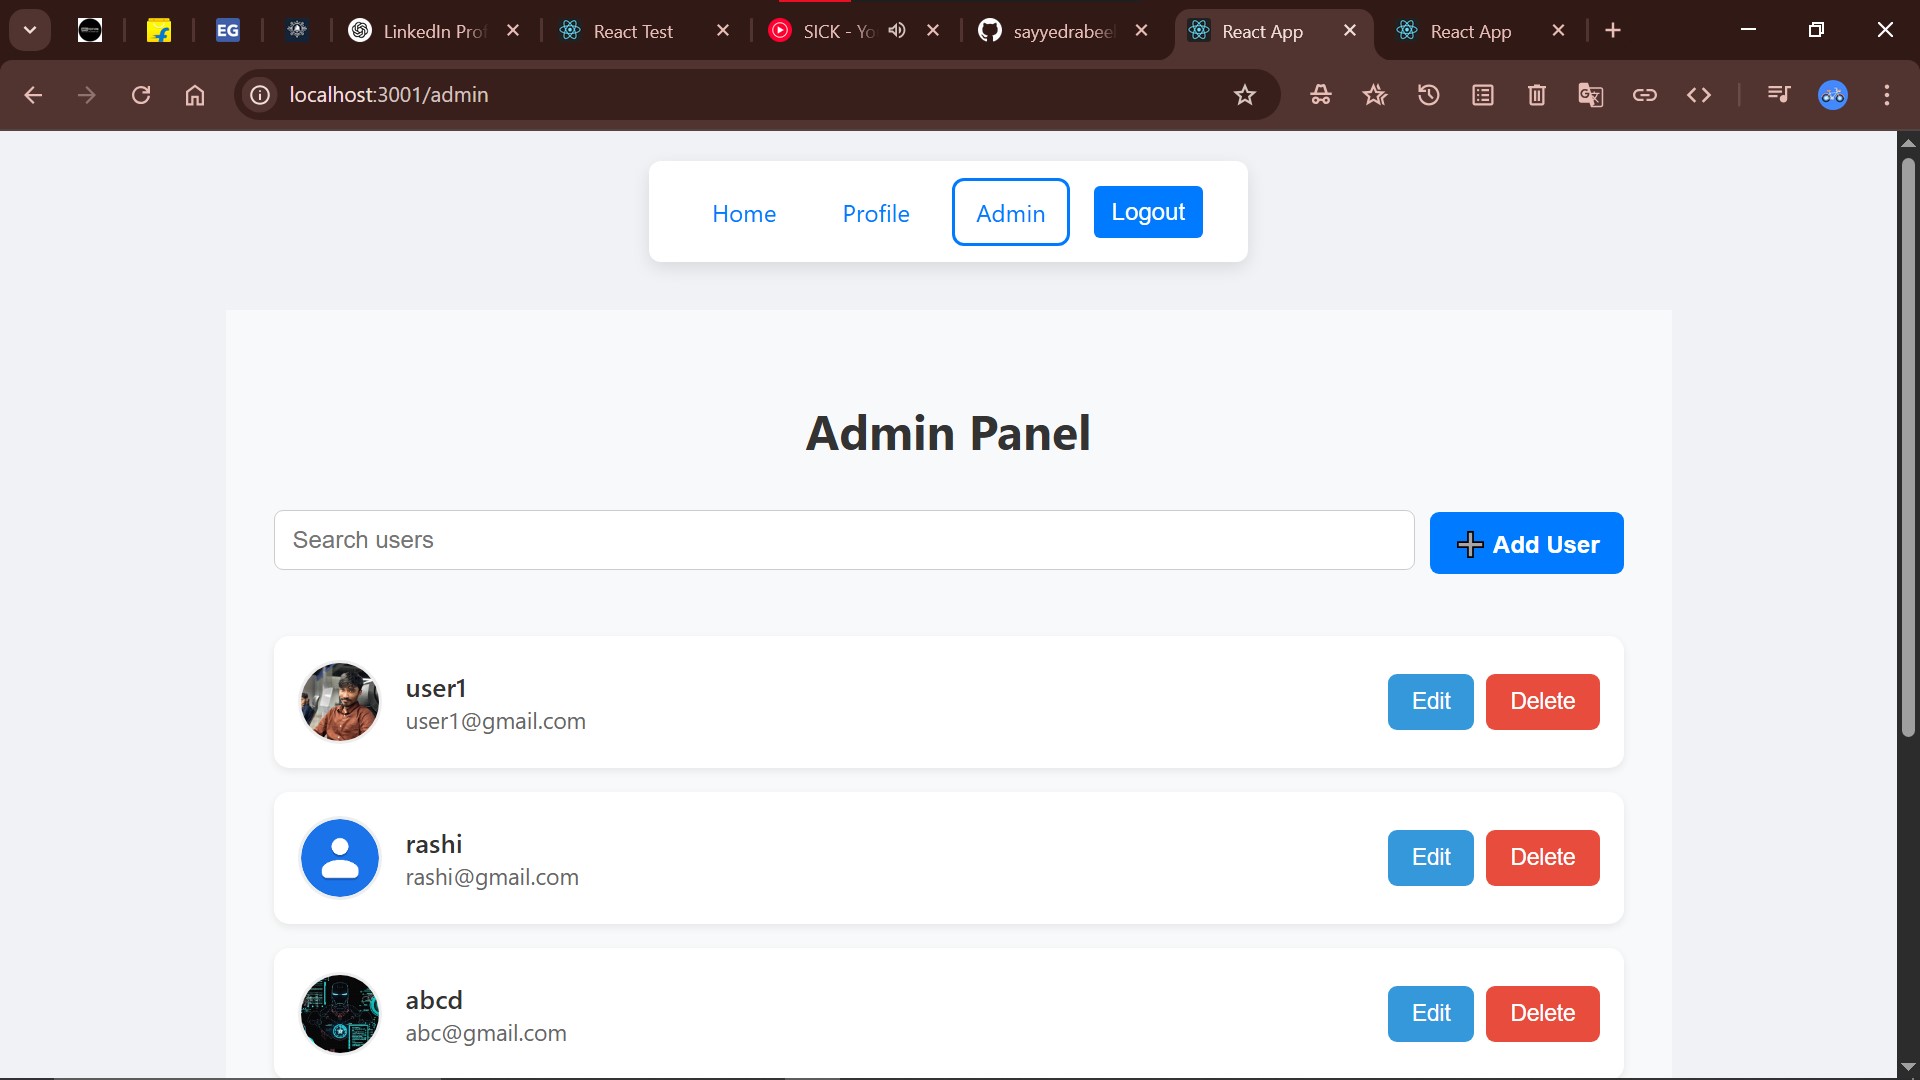 EG
LinkedIn Prof
React Test
SICK - Yo
sayyedrabeel
React App
React App
localhost:3001/admin
Home
Profile
Admin
Logout
Admin Panel
Search users
Add User
user1
user1@gmail.com
Edit
Delete
rashi
rashi@gmail.com
Edit
Delete
abcd
abc@gmail.com
Edit
Delete